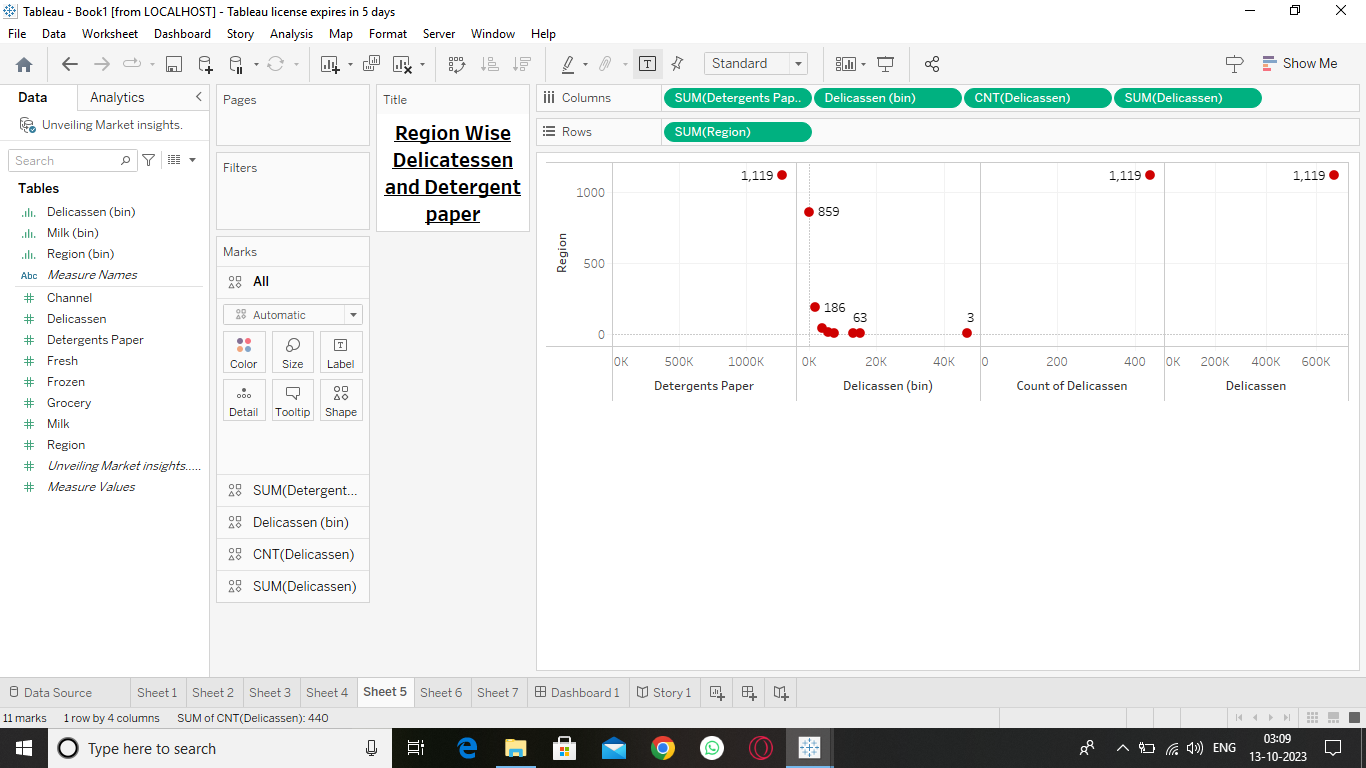 Tableau - Book1 [from LOCALHOST] - Tableau license expires in 5 days
File Data Worksheet Dashboard Story Analysis Map Format Server Window Help
Standard
Show Me
Data Analytics
Unveiling Market insights.
Search
Tables
Delicassen (bin)
Milk (bin)
Region (bin)
Abc Measure Names
Channel
Delicassen
Detergents Paper
Fresh
Frozen
Grocery
Milk
Region
Unveiling Market insights.....
Measure Values
Pages
Filters
Marks
All
Automatic
Color Size Label
Detail Tooltip Shape
SUM(Detergent...
Delicassen (bin)
CNT(Delicassen)
SUM(Delicassen)
Title
Region Wise
Delicatessen
and Detergent
paper
Columns SUM(Detergents Pap.. Delicassen (bin) CNT(Delicassen) SUM(Delicassen)
Rows SUM(Region)
1,119 1,119 1,119
1000
859
Region
500
186 63 3
0
0K 500K 1000K 0K 20K 40K 0 200 400 0K 200K 400K 600K
Detergents Paper Delicassen (bin) Count of Delicassen Delicassen
Data Source Sheet 1 Sheet 2 Sheet 3 Sheet 4 Sheet 5 Sheet 6 Sheet 7 Dashboard 1 Story 1
11 marks 1 row by 4 columns SUM of CNT(Delicassen): 440
Type here to search
ENG
03:09
13-10-2023